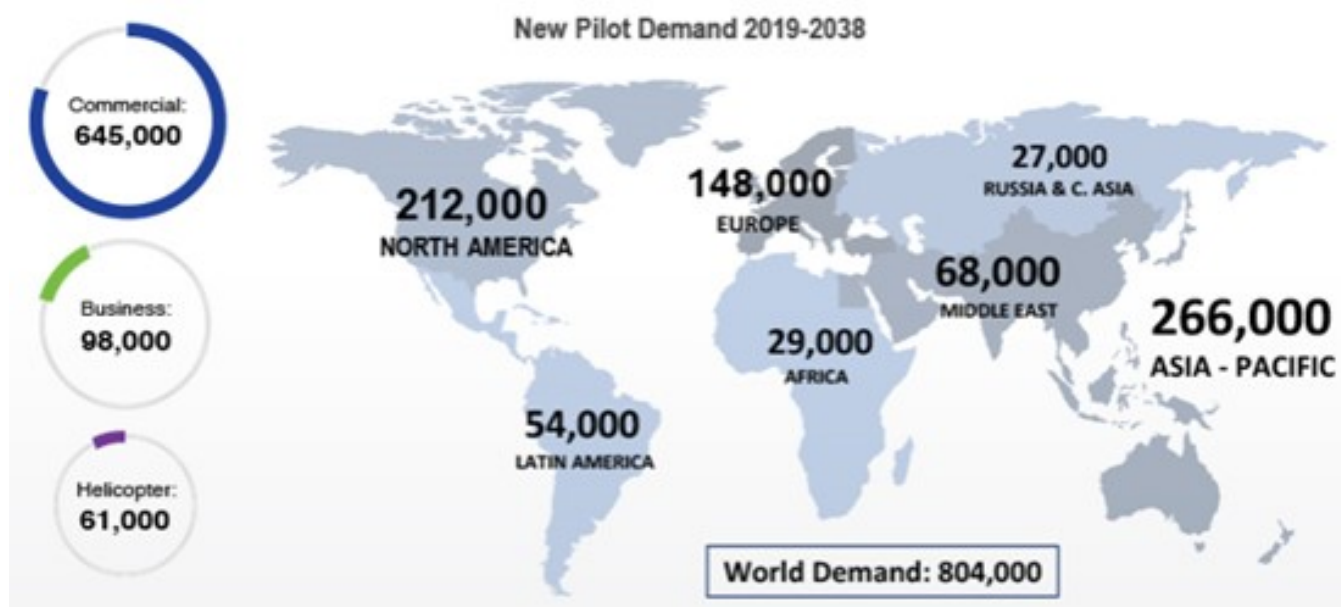 New Pilot Demand 2019-2038
Commercial:
645,000
Business:
98,000
Helicopter:
61,000
212,000
NORTH AMERICA
148,000
EUROPE
27,000
RUSSIA & C. ASIA
68,000
MIDDLE EAST
266,000
ASIA - PACIFIC
29,000
AFRICA
54,000
LATIN AMERICA
World Demand: 804,000